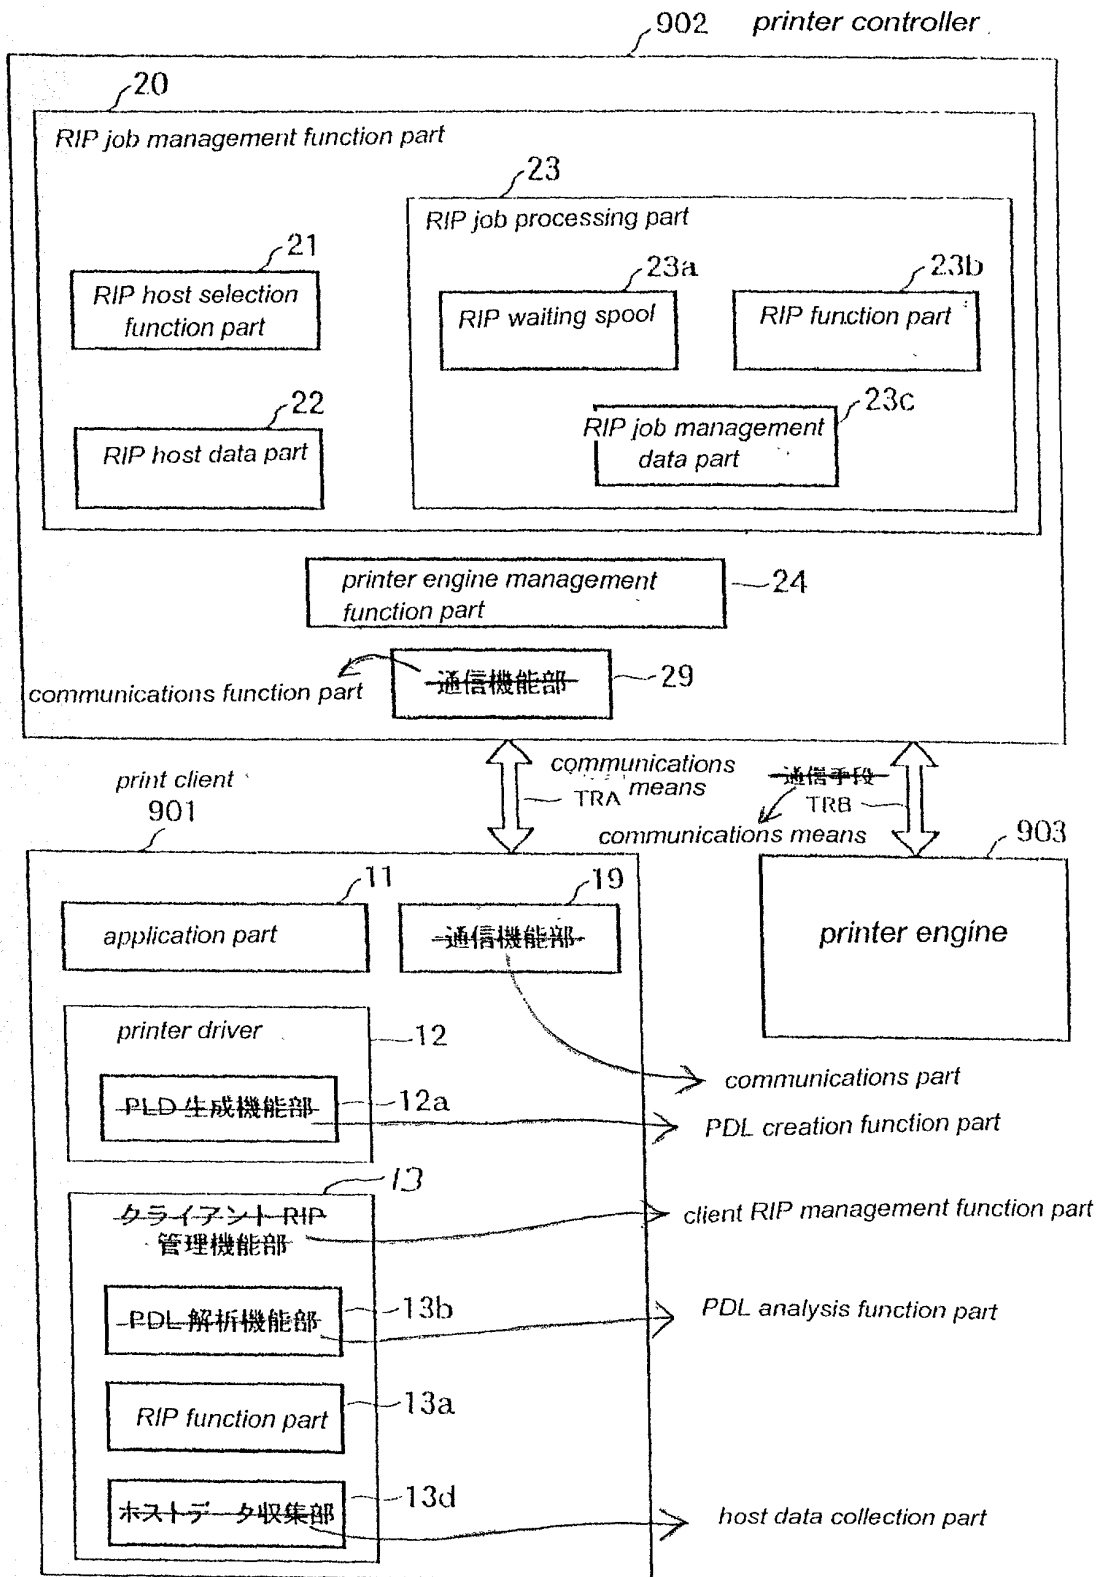 902 printer controller
20
RIP job management function part
23
RIP job processing part
21
RIP host selection
function part
23a
RIP waiting spool
23b
RIP function part
22
RIP host data part
23c
RIP job management
data part
printer engine management
function part
24
通信機能部
29
communications function part
print client
901
communications
means
TRA
通信手段
TRB
communications means
903
printer engine
11
application part
19
通信機能部
communications part
printer driver
12
PLD生成機能部
12a
PDL creation function part
13
クライアントRIP
管理機能部
client RIP management function part
PDL解析機能部
13b
PDL analysis function part
RIP function part
13a
ホストデータ収集部
13d
host data collection part